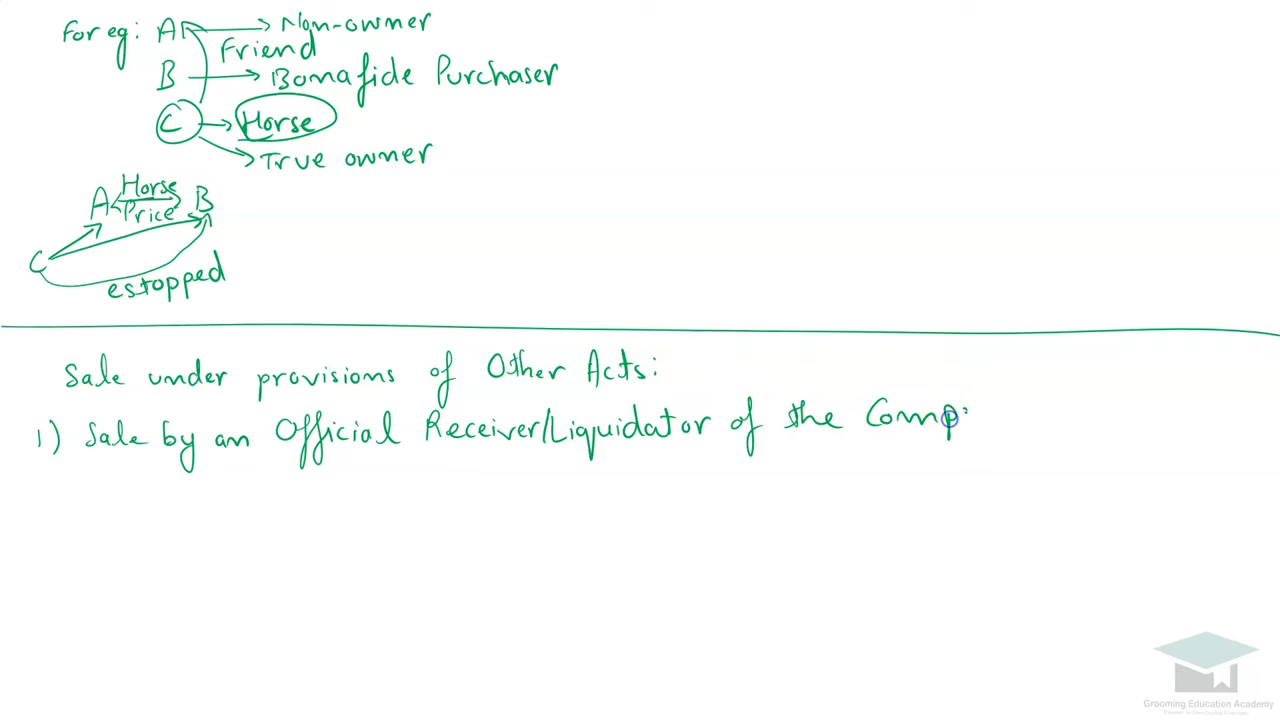 For eg: A → Non-owner
Friend
B → Bonafide Purchaser
C → Horse
True owner
Horse
A B
Price
C
estopped
Sale under provisions of Other Acts:
1) Sale by an Official Receiver/Liquidator of the Comp
Grooming Education Academy